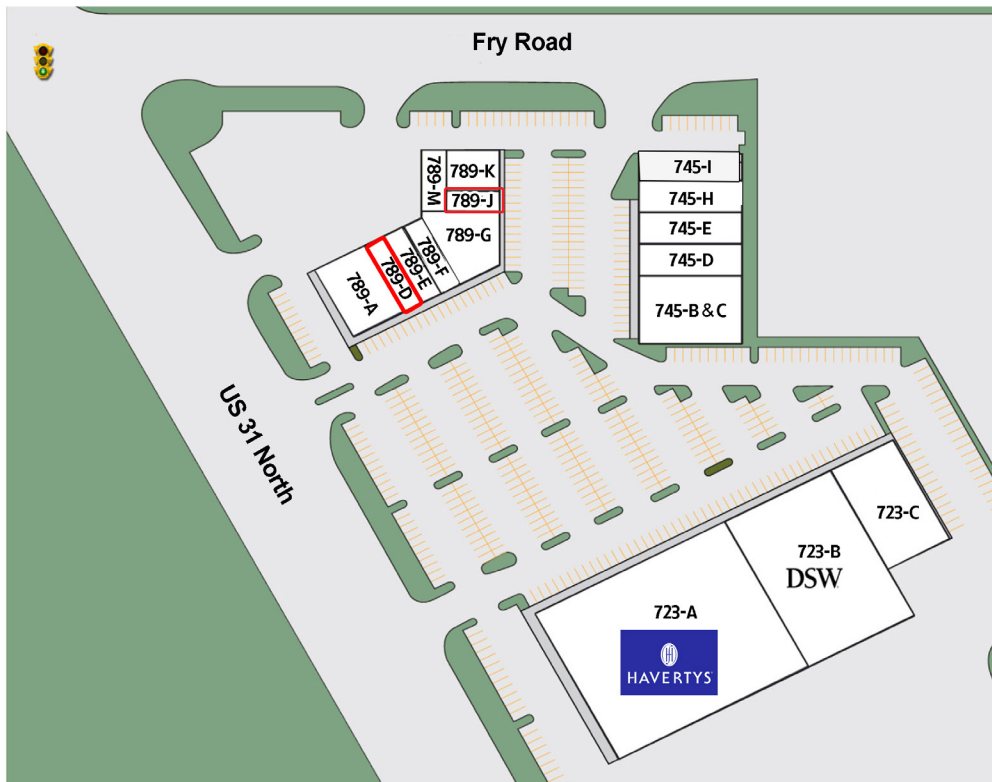 Fry Road
789-M
789-K
789-J
789-G
789-F
789-E
789-D
789-A
745-I
745-H
745-E
745-D
745-B & C
US 31 North
723-C
723-B
DSW
723-A
HAVERTYS